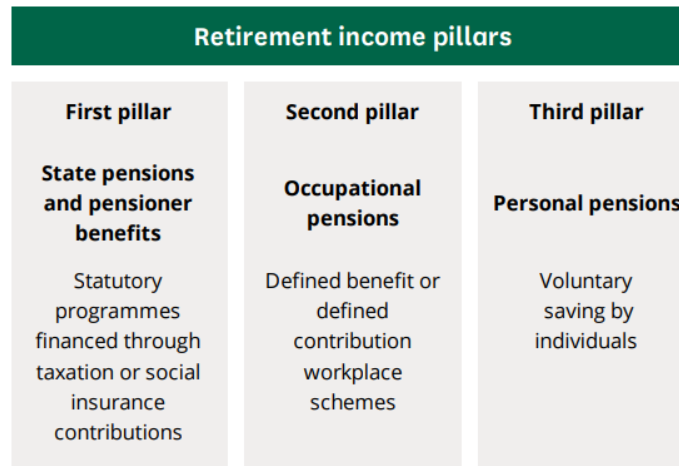 Retirement income pillars
First pillar
State pensions
and pensioner
benefits
Statutory
programmes
financed through
taxation or social
insurance
contributions
Second pillar
Occupational
pensions
Defined benefit or
defined
contribution
workplace
schemes
Third pillar
Personal pensions
Voluntary
saving by
individuals